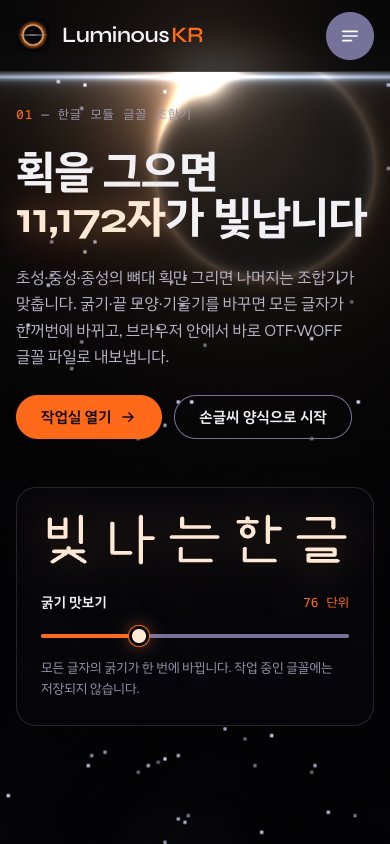 LuminousKR
01 — 한글 모듈 글꼴 조합기
획을 그으면
11,172자가 빛납니다
초성·중성·종성의 뼈대 획만 그리면 나머지는 조합기가
맞춥니다. 굵기·끝 모양·기울기를 바꾸면 모든 글자가
한꺼번에 바뀌고, 브라우저 안에서 바로 OTF·WOFF
글꼴 파일로 내보냅니다.
작업실 열기 →
손글씨 양식으로 시작
빛나는한글
굵기 맛보기
76 단위
모든 글자의 굵기가 한 번에 바뀝니다. 작업 중인 글꼴에는
저장되지 않습니다.